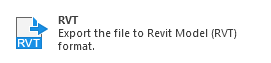 RVT
RVT
Export the file to Revit Model (RVT)
format.